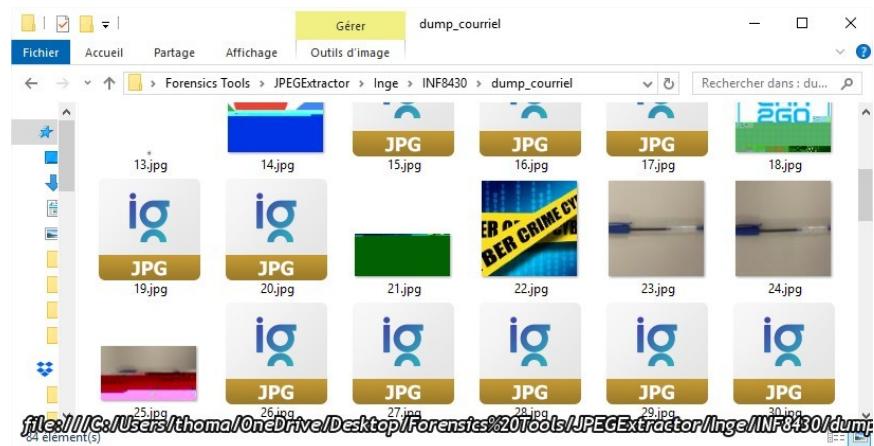 Gérer
dump_courriel
Fichier
Accueil
Partage
Affichage
Outils d'image
Forensics Tools > JPEGExtractor > Inge > INF8430 > dump_courriel
Rechercher dans : du...
JPG
JPG
JPG
2GO
13.jpg
14.jpg
15.jpg
16.jpg
17.jpg
18.jpg
ig
JPG
ig
JPG
BER CRIME CY
19.jpg
20.jpg
21.jpg
22.jpg
23.jpg
24.jpg
ig
JPG
ig
JPG
ig
JPG
ig
JPG
ig
JPG
25.jpg
26.jpg
27.jpg
28.jpg
29.jpg
30.jpg
file:///C:/Users/thoma/OneDrive/Desktop/Forensics%20Tools/JPEGExtractor/Inge/INF8430/dump
84 élément(s)